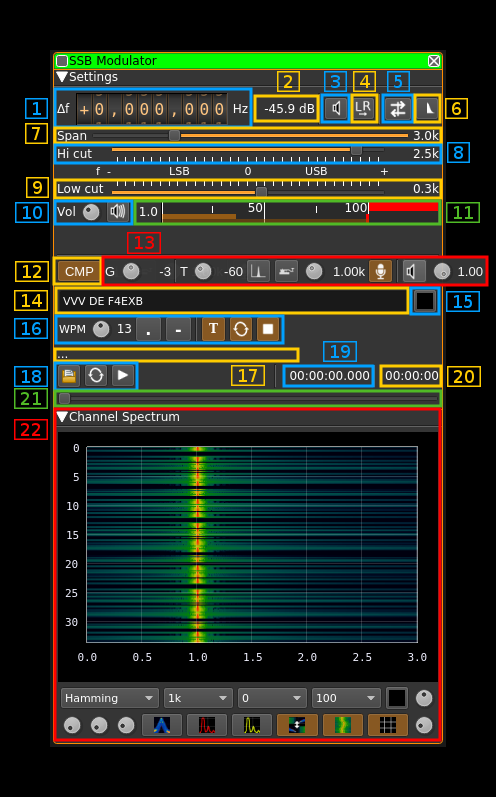 SSB Modulator
Settings
2 3 4 5
1 Δf +0,000,000 Hz -45.9 dB LR 6
7 Span 3.0k
Hi cut 2.5k 8
f - LSB 0 USB +
9 Low cut 0.3k
10 Vol 1.0 50 100 11
13
12 CMP G -3 T -60 1.00k 1.00
14 VVV DE F4EXB 15
16 WPM 13 . - T
19
...
18 17 00:00:00.000 00:00:00 20
21
22 Channel Spectrum
0
5
10
15
20
25
30
0.0 0.5 1.0 1.5 2.0 2.5 3.0
Hamming 1k 0 100